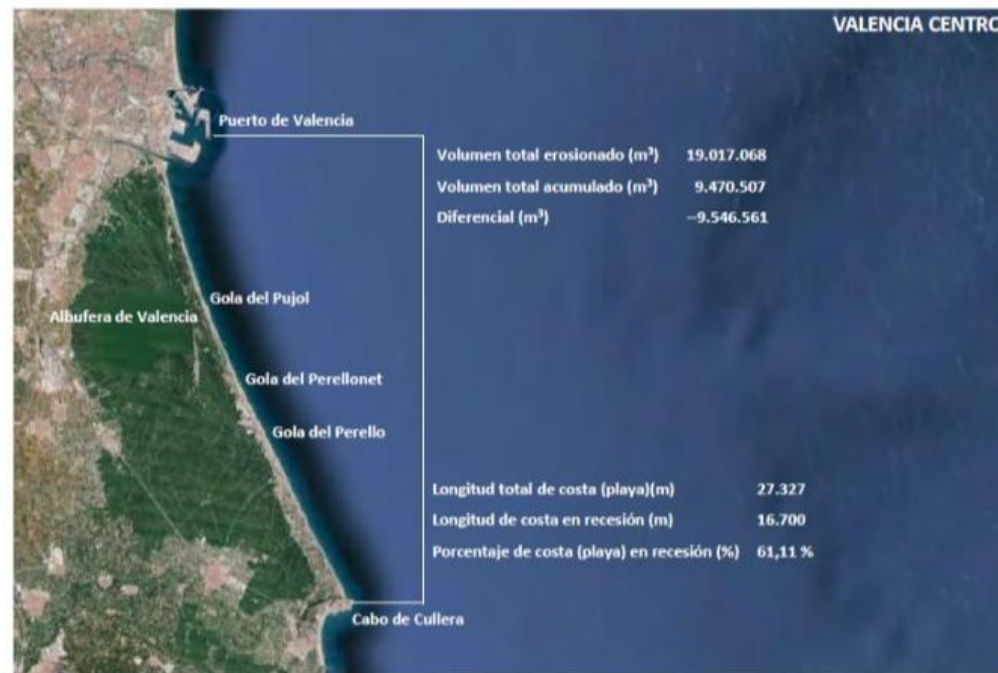 VALENCIA CENTRO
Puerto de Valencia
Volumen total erosionado (m³) 19.017.068
Volumen total acumulado (m³) 9.470.507
Diferencial (m³) –9.546.561
Gola del Pujol
Albufera de Valencia
Gola del Perellonet
Gola del Perello
Longitud total de costa (playa)(m) 27.327
Longitud de costa en recesión (m) 16.700
Porcentaje de costa (playa) en recesión (%) 61,11 %
Cabo de Cullera